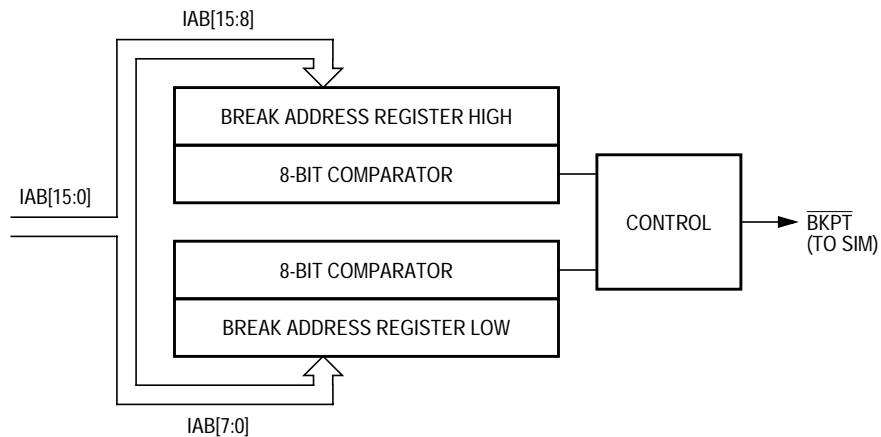 IAB[15:8]
BREAK ADDRESS REGISTER HIGH
8-BIT COMPARATOR
IAB[15:0]
CONTROL
BKPT
(TO SIM)
8-BIT COMPARATOR
BREAK ADDRESS REGISTER LOW
IAB[7:0]